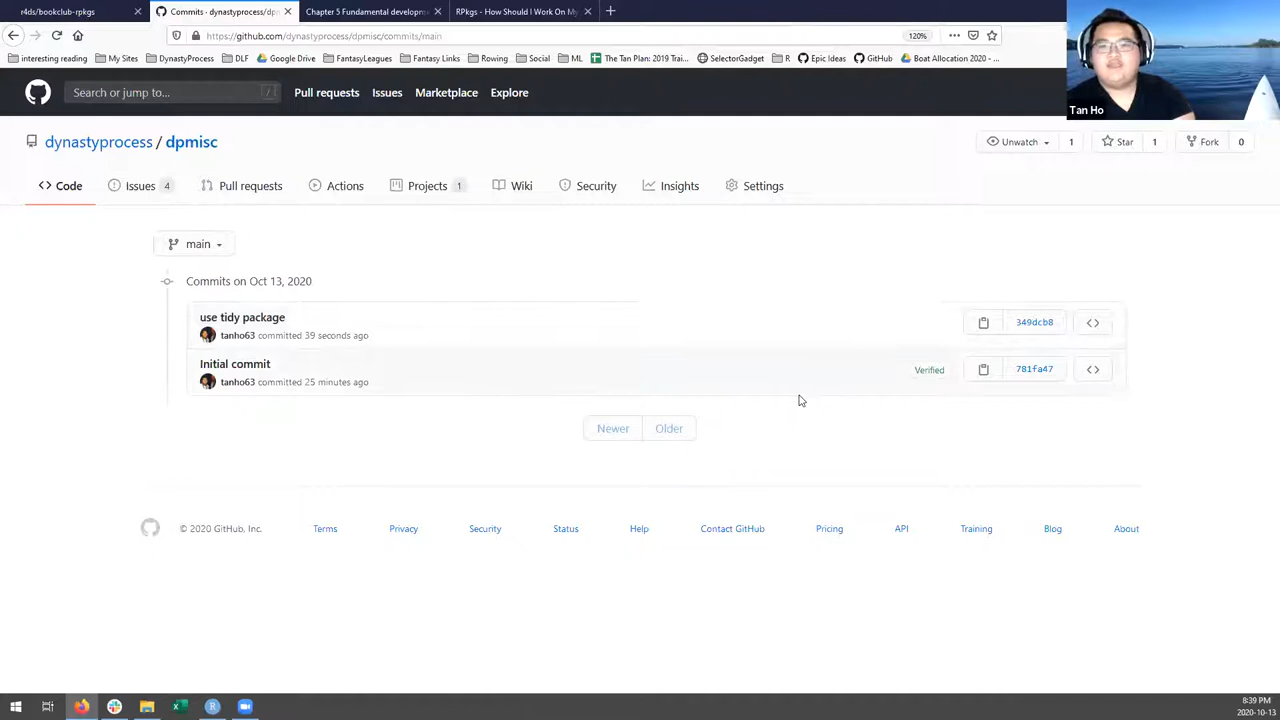 r4ds/bookclub-rpkgs
Commits · dynastyprocess/dpm
Chapter 5 Fundamental developm
RPkgs - How Should I Work On My
https://github.com/dynastyprocess/dpmisc/commits/main
120%
interesting reading
My Sites
DynastyProcess
DLF
Google Drive
FantasyLeagues
Fantasy Links
Rowing
Social
ML
The Tan Plan: 2019 Trai...
SelectorGadget
R
Epic Ideas
GitHub
Boat Allocation 2020 -...
Search or jump to...
/
Pull requests
Issues
Marketplace
Explore
Tan Ho
dynastyprocess / dpmisc
Unwatch
1
Star
1
Fork
0
Code
Issues 4
Pull requests
Actions
Projects 1
Wiki
Security
Insights
Settings
main
Commits on Oct 13, 2020
use tidy package
tanho63 committed 39 seconds ago
349dcb8
Initial commit
tanho63 committed 25 minutes ago
Verified
781fa47
Newer
Older
© 2020 GitHub, Inc.
Terms
Privacy
Security
Status
Help
Contact GitHub
Pricing
API
Training
Blog
About
8:39 PM
2020-10-13